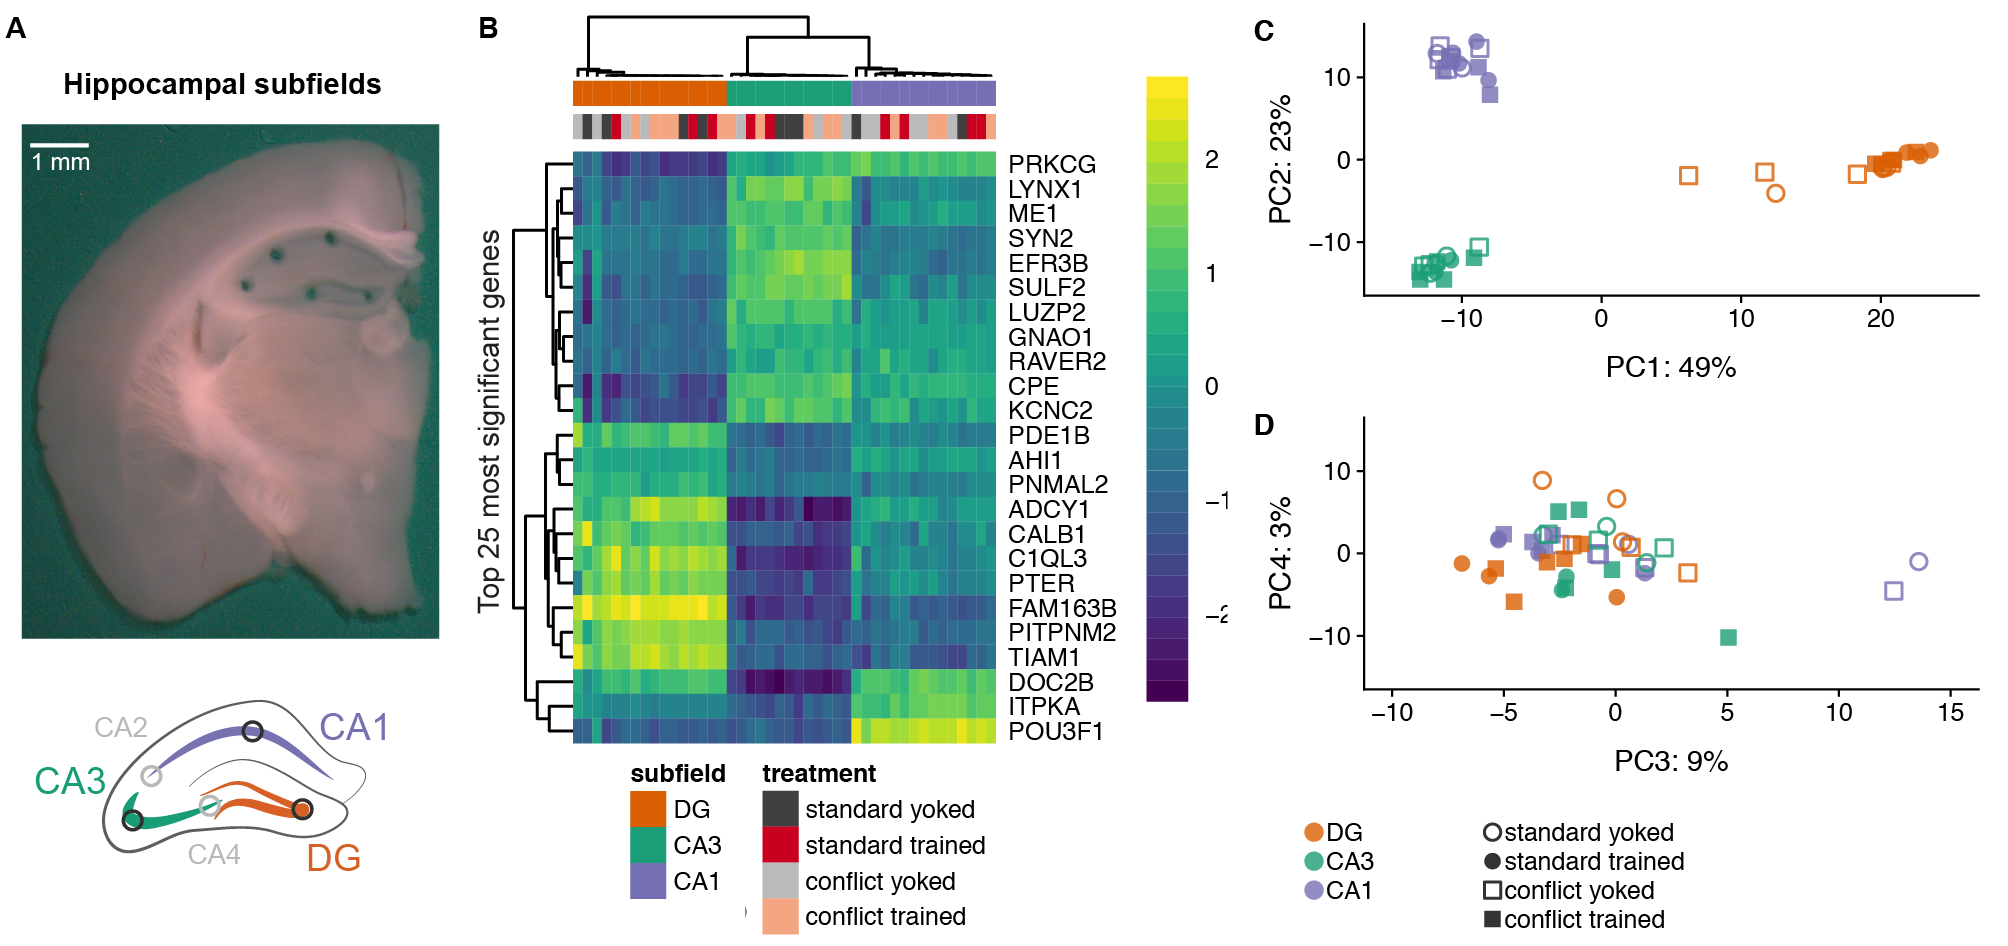 A
Hippocampal subfields
1 mm
CA2
CA1
CA3
CA4
DG
B
Top 25 most significant genes
PRKCG
LYNX1
ME1
SYN2
EFR3B
SULF2
LUZP2
GNAO1
RAVER2
CPE
KCNC2
PDE1B
AHI1
PNMAL2
ADCY1
CALB1
C1QL3
PTER
FAM163B
PITPNM2
TIAM1
DOC2B
ITPKA
POU3F1
2
1
0
−1
−2
subfield
DG
CA3
CA1
treatment
standard yoked
standard trained
conflict yoked
conflict trained
C
PC2: 23%
10
0
−10
−10 0 10 20
PC1: 49%
D
PC4: 3%
10
0
−10
−10 −5 0 5 10 15
PC3: 9%
DG
CA3
CA1
standard yoked
standard trained
conflict yoked
conflict trained